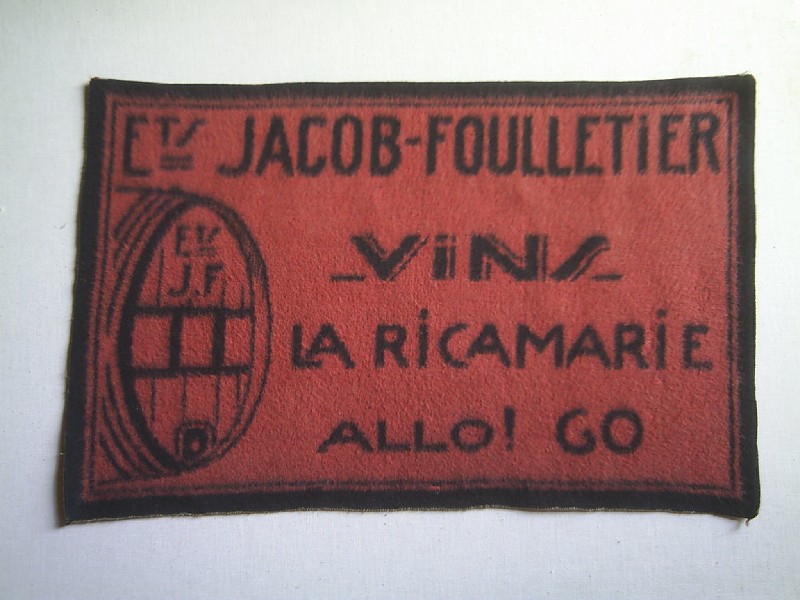 Ets JACOB-FOULLETiER
Ets
J.F.
ViNS
LA RiCAMARiE
ALLO! 60